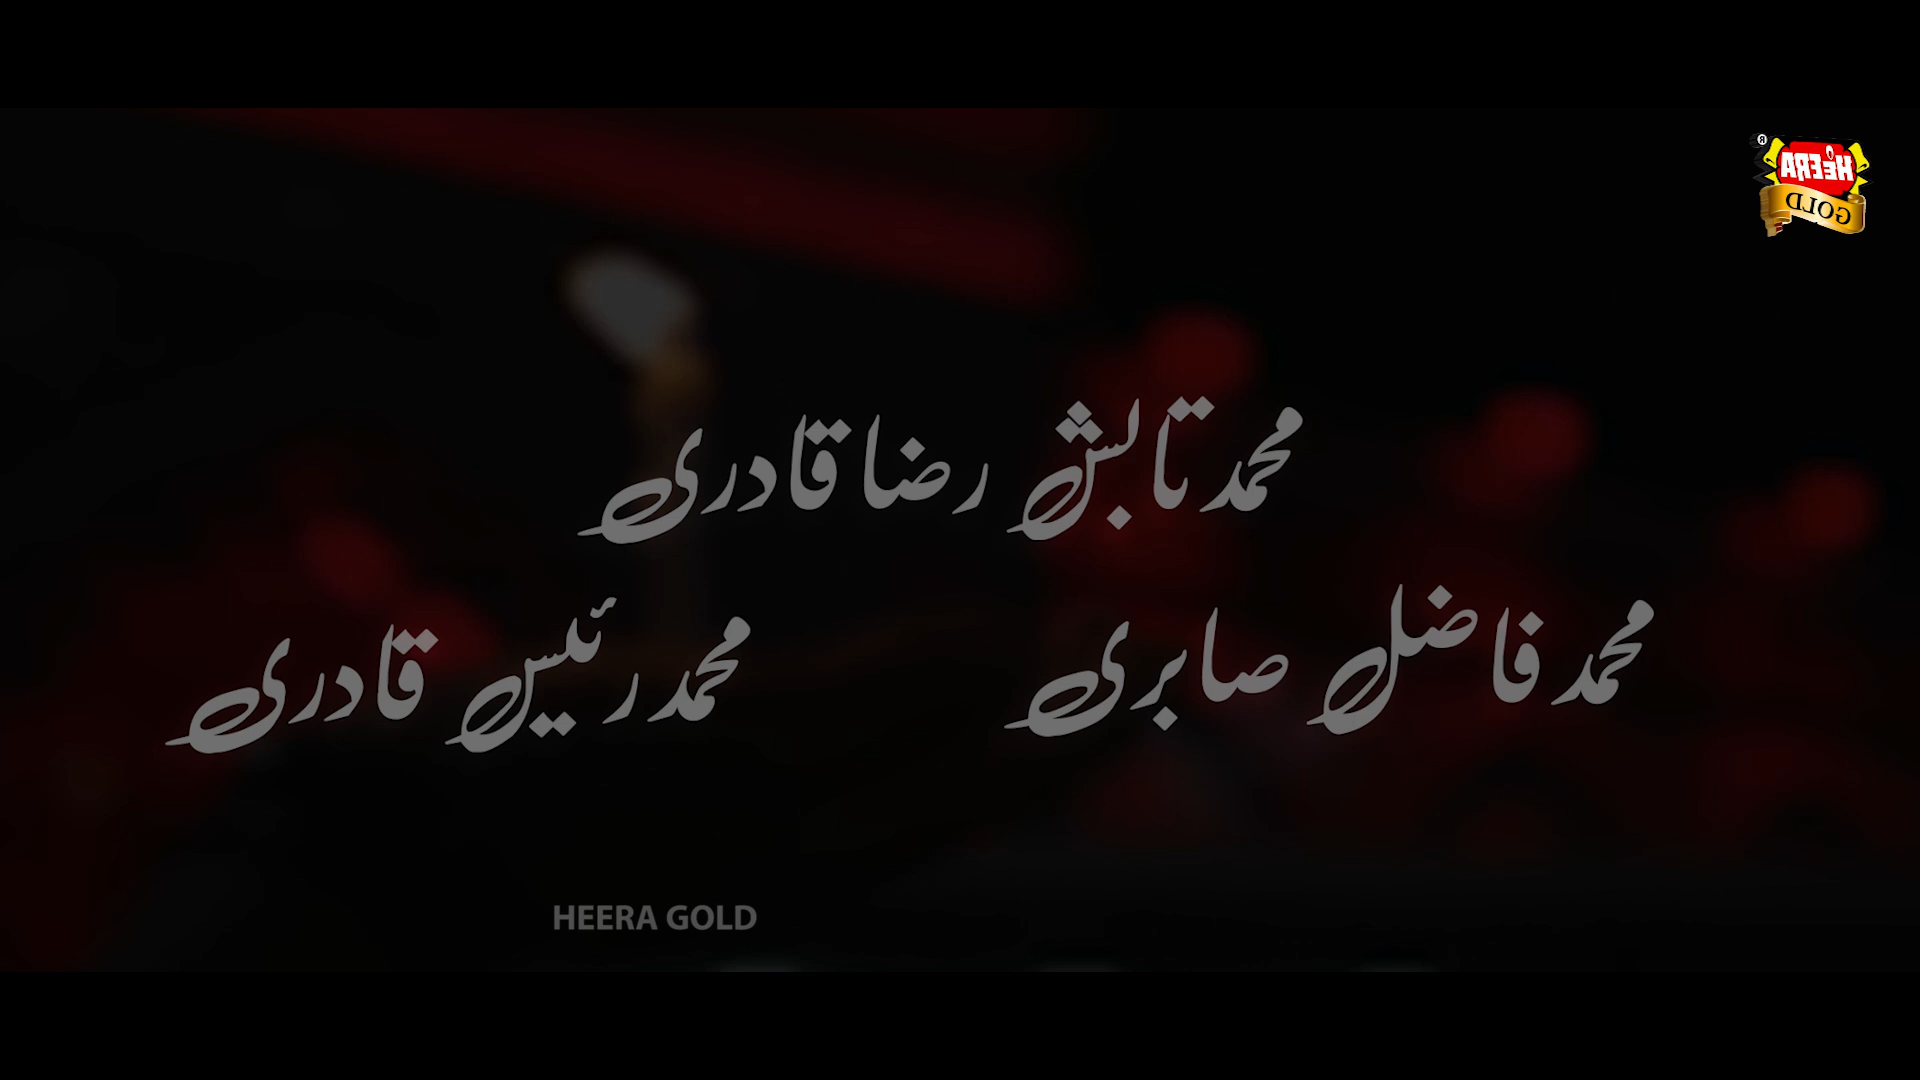 HEERA
GOLD
محمد تابش رضا قادری
محمد فاضل صابری
محمد رئیس قادری
HEERA GOLD